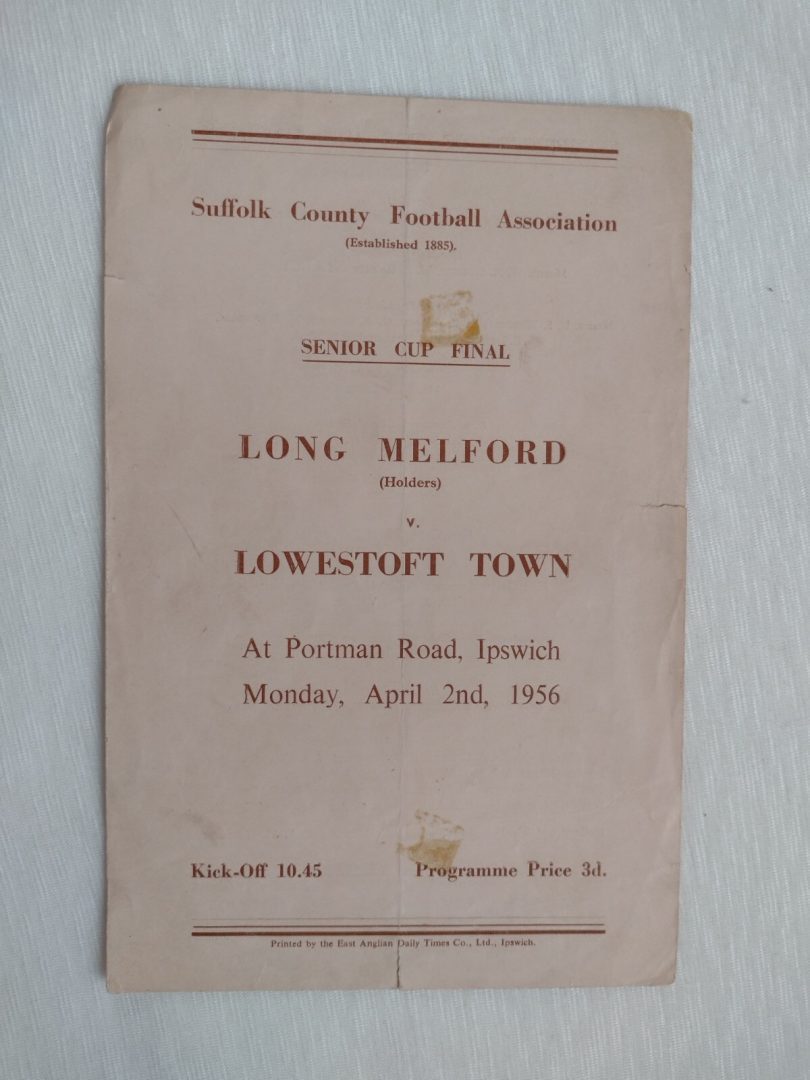 Suffolk County Football Association
(Established 1885).
SENIOR CUP FINAL
LONG MELFORD
(Holders)
v.
LOWESTOFT TOWN
At Portman Road, Ipswich
Monday, April 2nd, 1956
Kick-Off 10.45 Programme Price 3d.
Printed by the East Anglian Daily Times Co., Ltd., Ipswich.